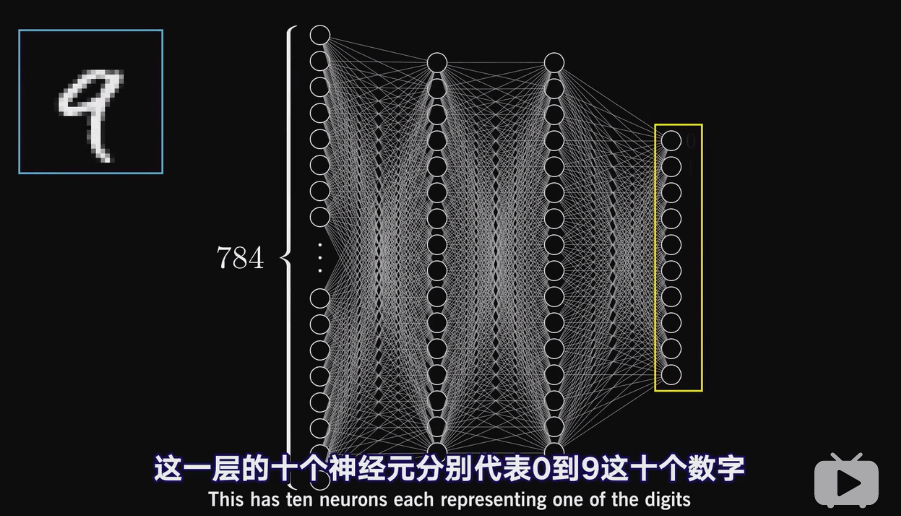 784
0
这一层的十个神经元分别代表0到9这十个数字
This has ten neurons each representing one of the digits